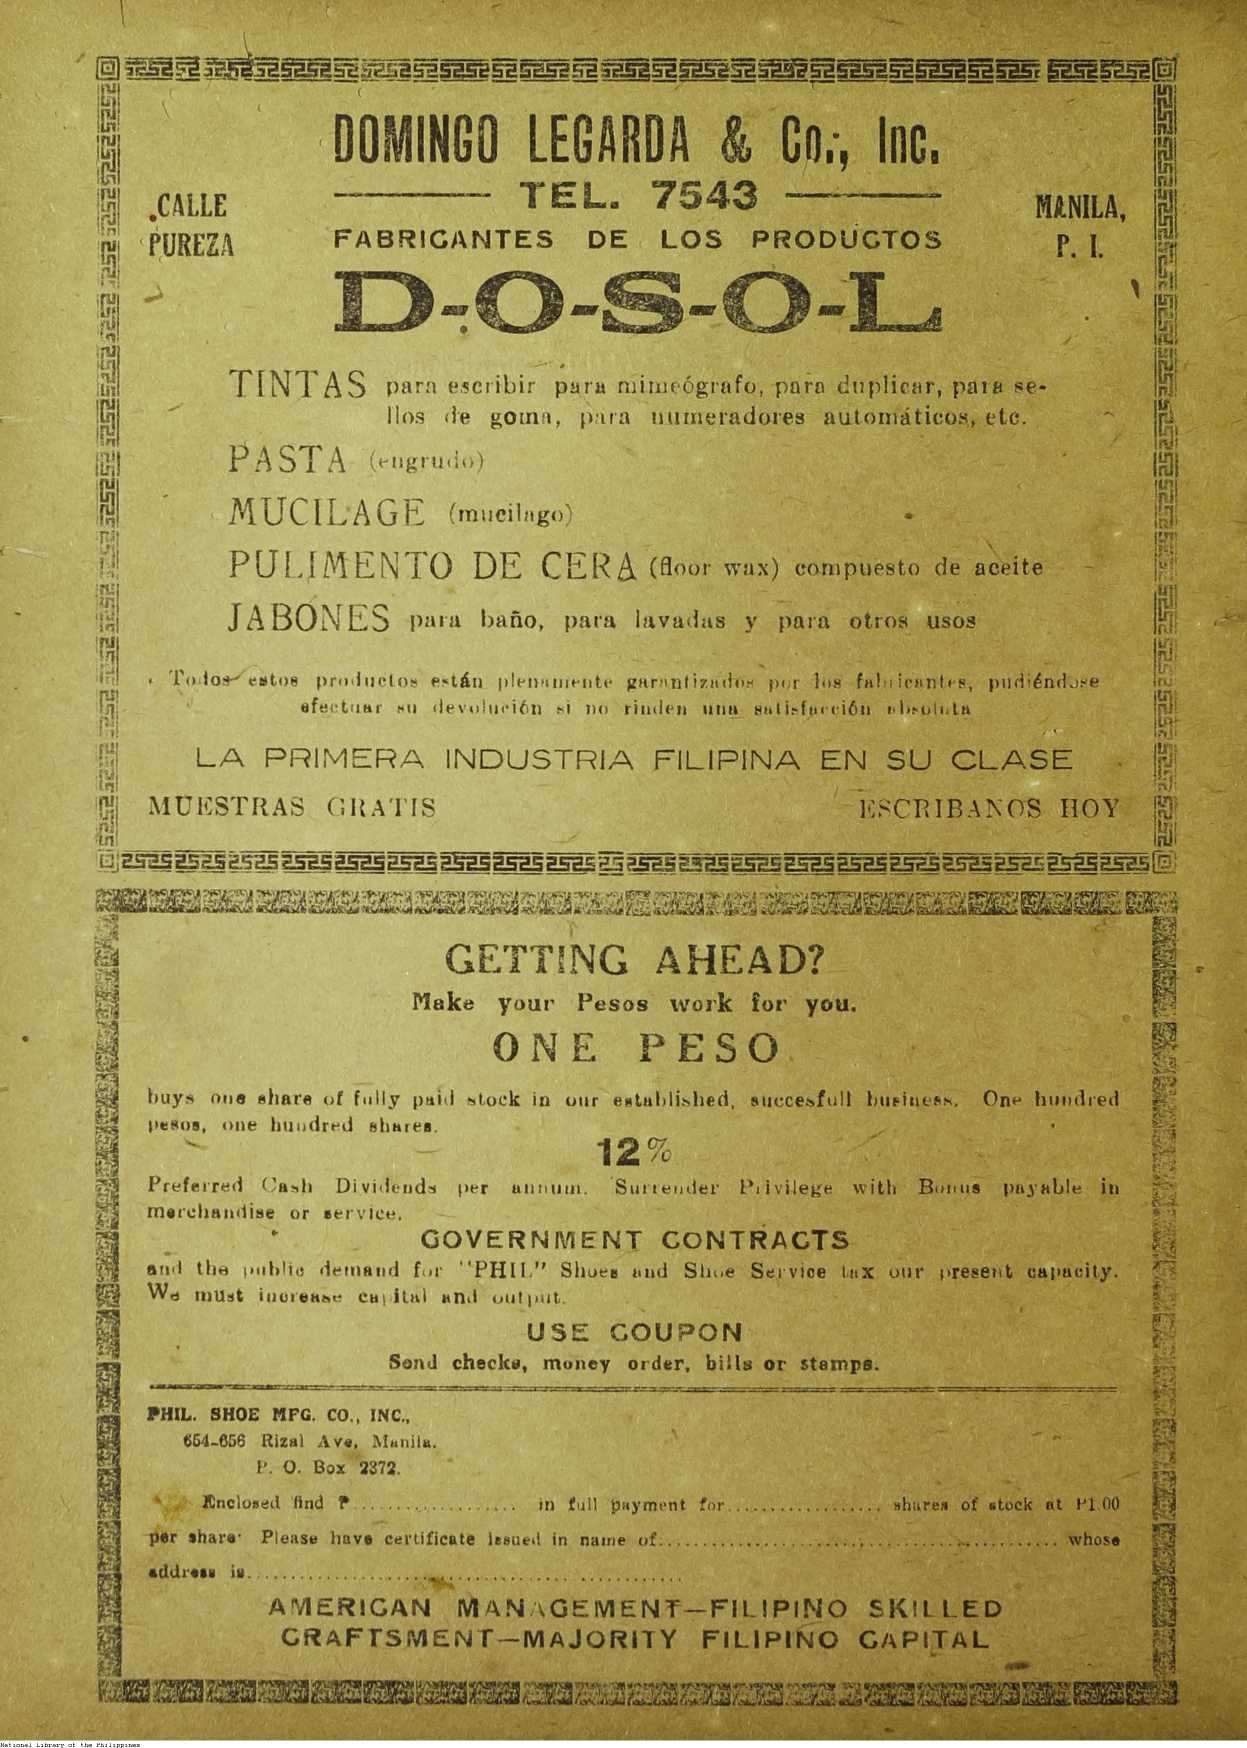 DOMINGO LEGARDA & Co., Inc.
TEL. 7543
CALLE
PUREZA
MANILA,
P. I.
FABRICANTES DE LOS PRODUCTOS
D-O-S-O-L
TINTAS para escribir para mimeógrafo, para duplicar, para se-
llos de goma, para numeradores automáticos, etc.
PASTA (engrudo)
MUCILAGE (mucilago)
PULIMENTO DE CERA (floor wax) compuesto de aceite
JABONES para baño, para lavadas y para otros usos
Todos estos productos están plenamente garantizados por los fabricantes, pudiéndose
efectuar su devolución si no rinden una satisfacción absoluta
LA PRIMERA INDUSTRIA FILIPINA EN SU CLASE
MUESTRAS GRATIS ESCRIBANOS HOY
GETTING AHEAD?
Make your Pesos work for you.
ONE PESO
buys one share of fully paid stock in our established, succesfull business. One hundred
pesos, one hundred shares.
12%
Preferred Cash Dividends per annum. Surrender Privilege with Bonus payable in
merchandise or service.
GOVERNMENT CONTRACTS
and the public demand for "PHIL" Shoes and Shoe Service tax our present capacity.
We must increase capital and output.
USE COUPON
Send checks, money order, bills or stamps.
PHIL. SHOE MFG. CO., INC.,
654-656 Rizal Ave, Manila.
P. O. Box 2372.
Enclosed find ₱.................. in full payment for................. shares of stock at P1.00
per share. Please have certificate issued in name of............................................ whose
address is................................................
AMERICAN MANAGEMENT—FILIPINO SKILLED
CRAFTSMENT—MAJORITY FILIPINO CAPITAL
National Library of the Philippines